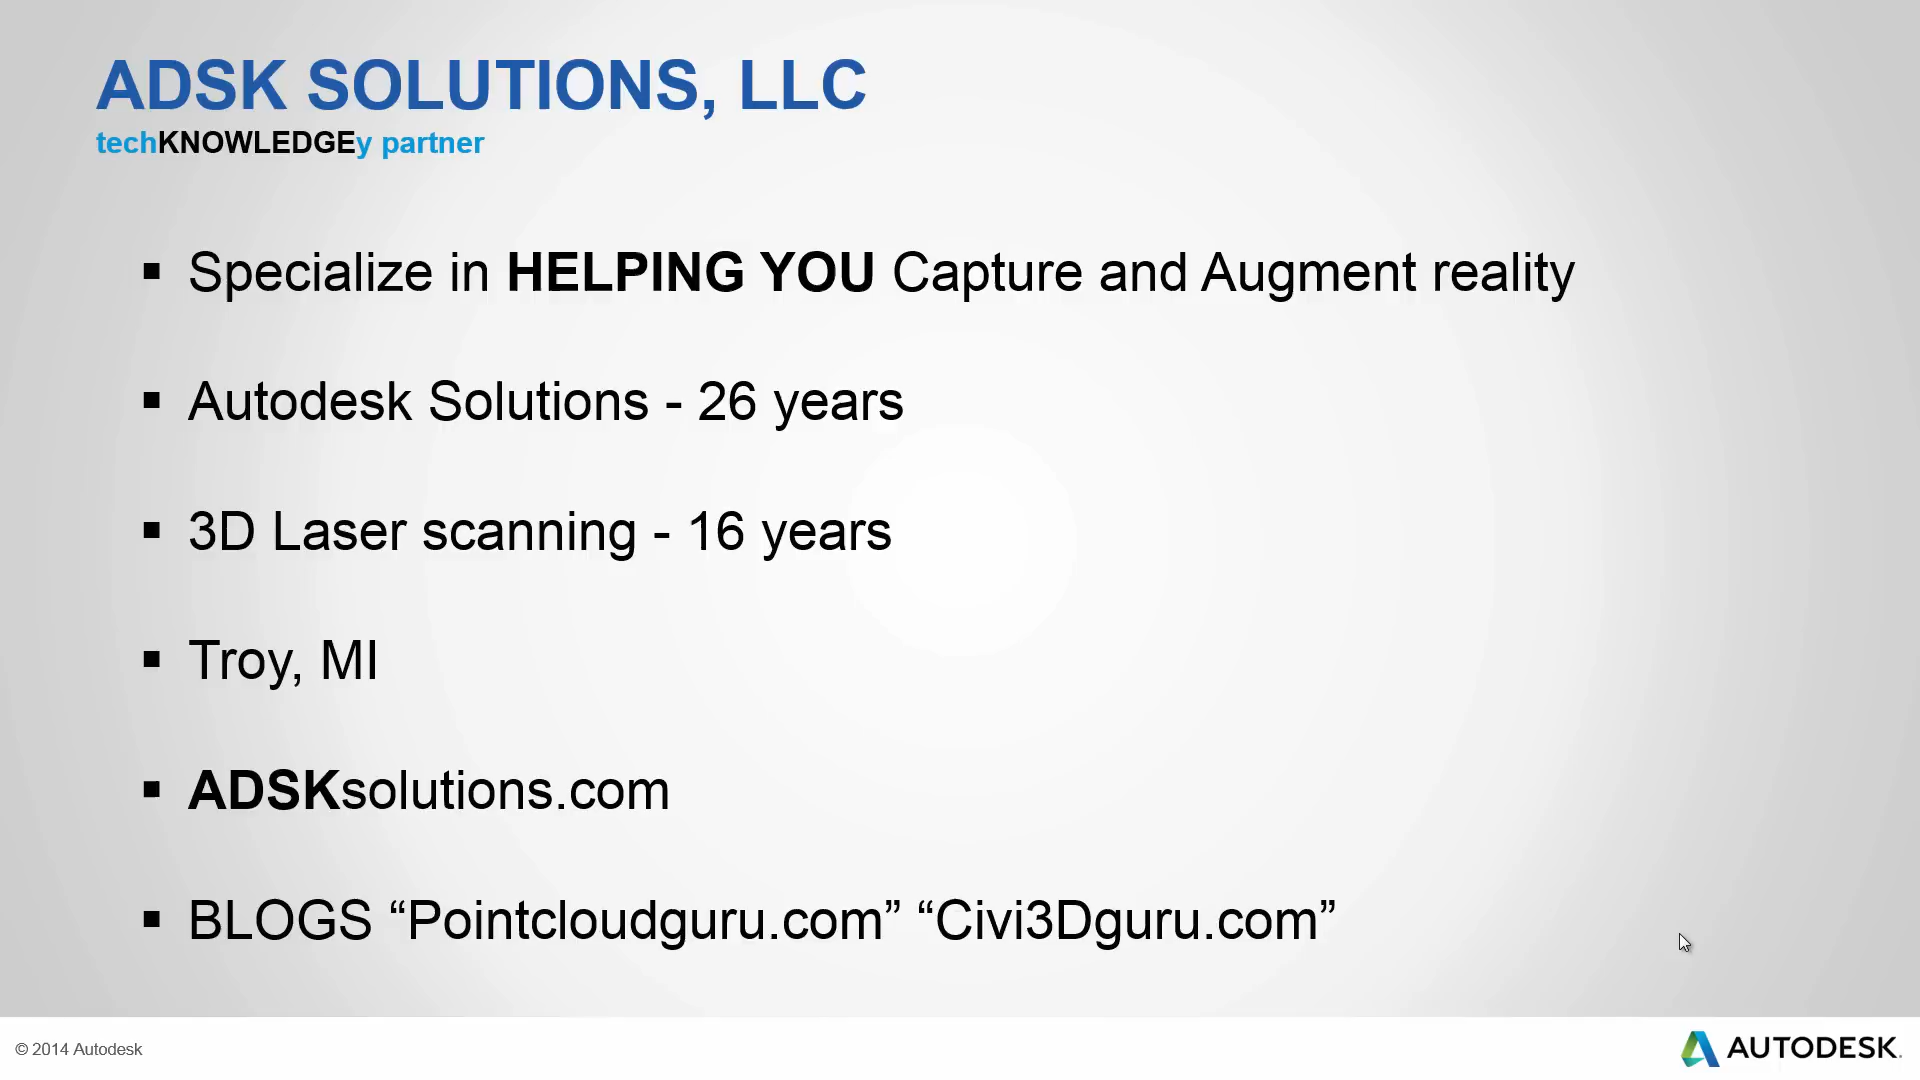 ADSK SOLUTIONS, LLC
techKNOWLEDGEy partner
▪ Specialize in HELPING YOU Capture and Augment reality
▪ Autodesk Solutions - 26 years
▪ 3D Laser scanning - 16 years
▪ Troy, MI
▪ ADSKsolutions.com
▪ BLOGS “Pointcloudguru.com” “Civi3Dguru.com”
© 2014 Autodesk
AUTODESK.